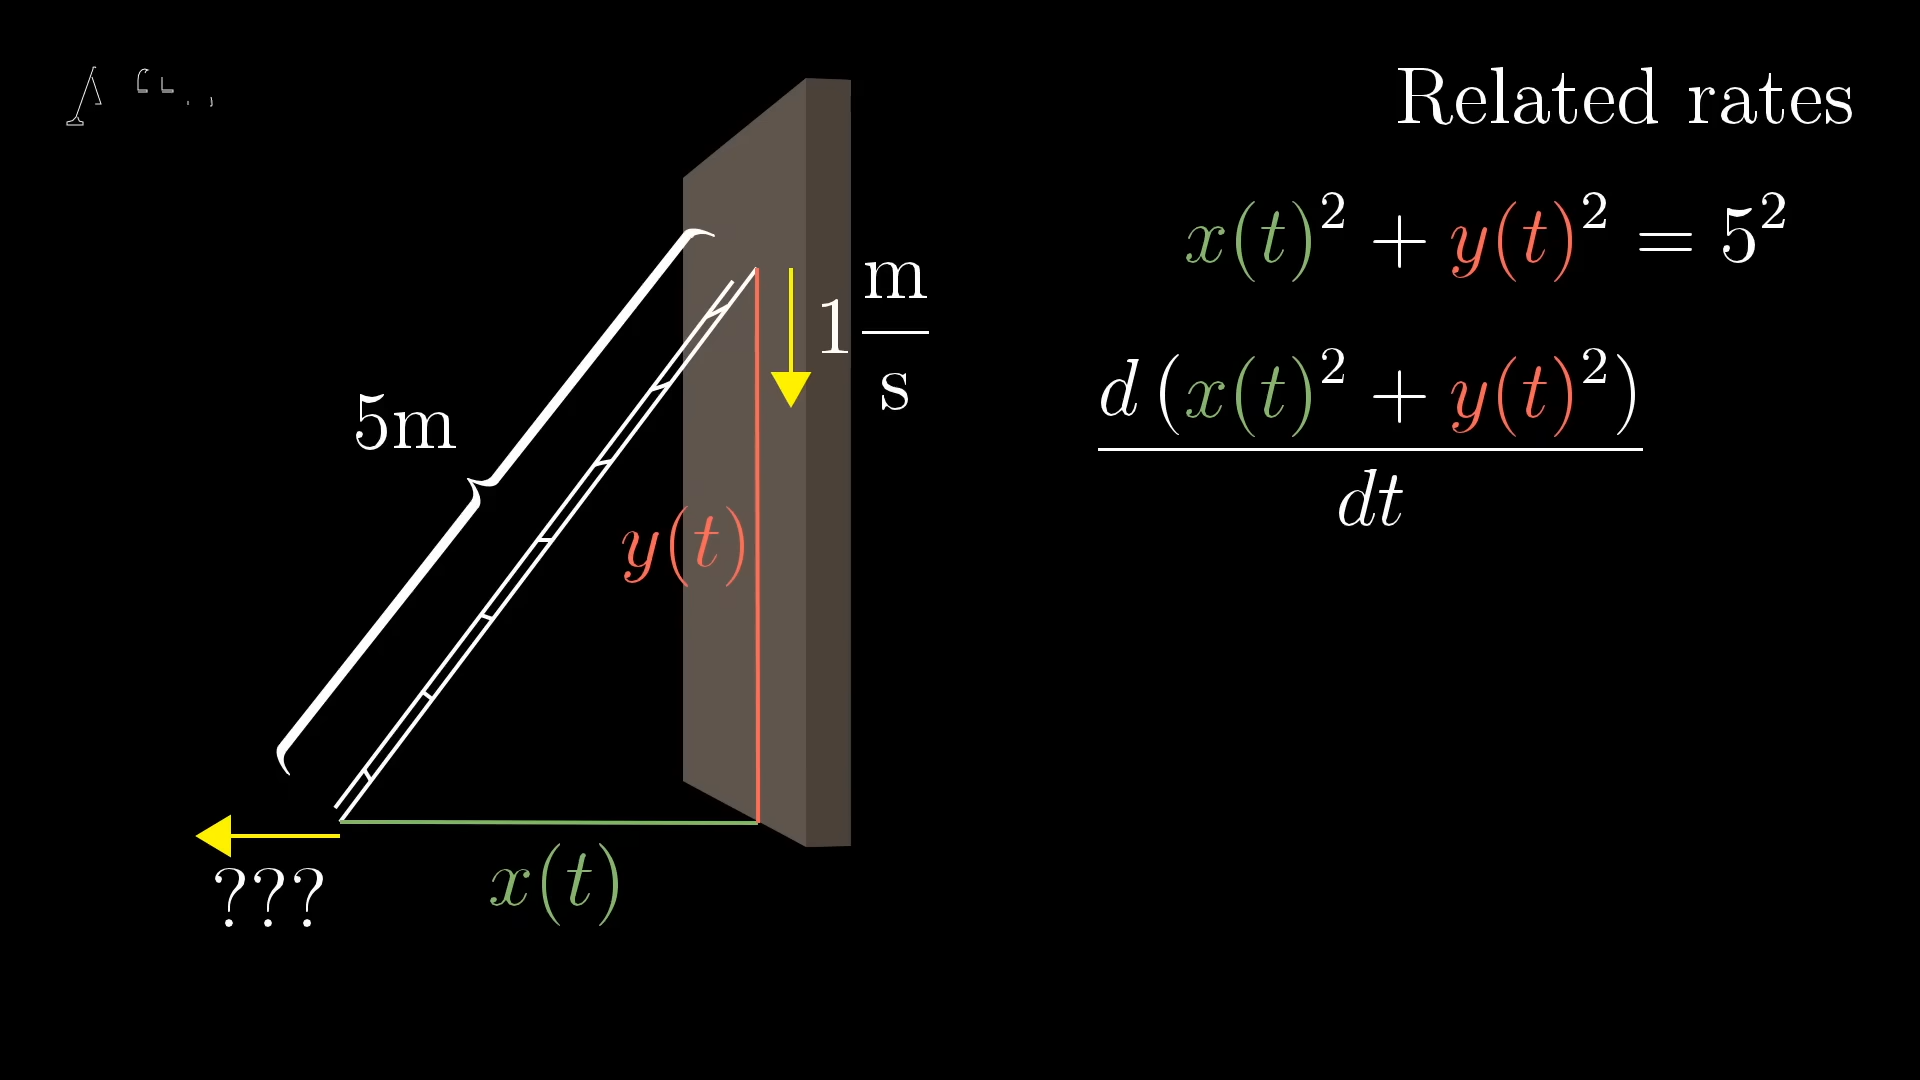 Related rates
x(t)² + y(t)² = 5²
d (x(t)² + y(t)²)
dt
1 m/s
5m
y(t)
x(t)
???